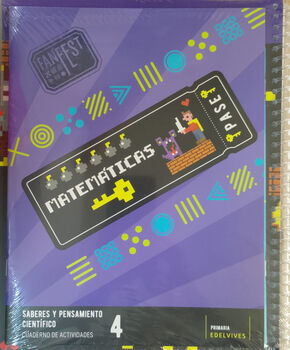 FANFEST
MATEMÁTICAS
PASE
SABERES Y PENSAMIENTO
CIENTÍFICO
CUADERNO DE ACTIVIDADES
4
PRIMARIA
EDELVIVES